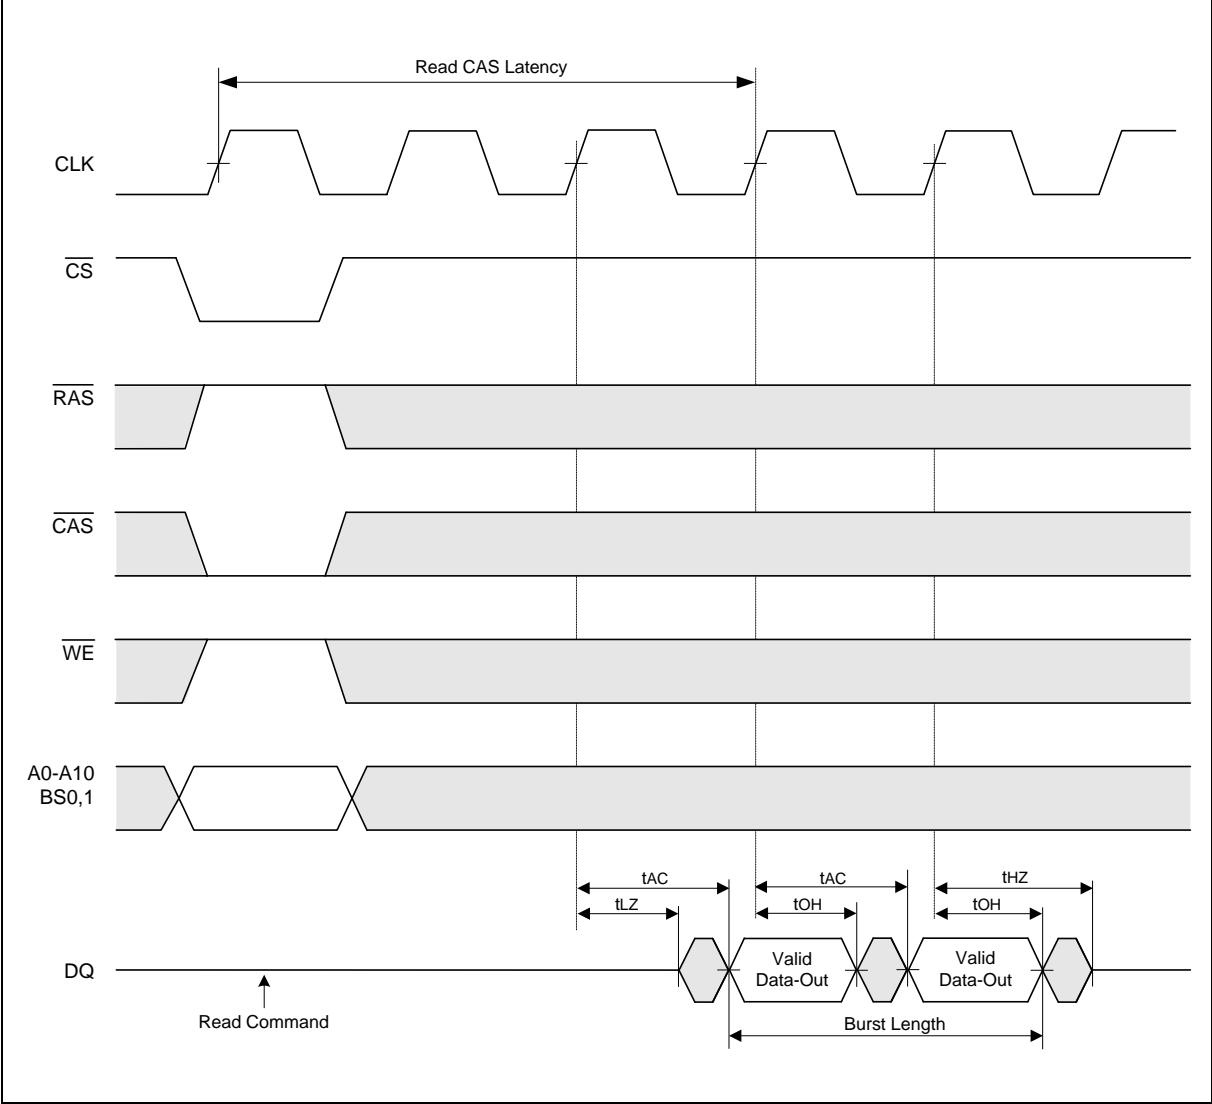 Read CAS Latency
CLK
CS
RAS
CAS
WE
A0-A10
BS0,1
tAC
tAC
tHZ
tLZ
tOH
tOH
DQ
Valid
Data-Out
Valid
Data-Out
Read Command
Burst Length